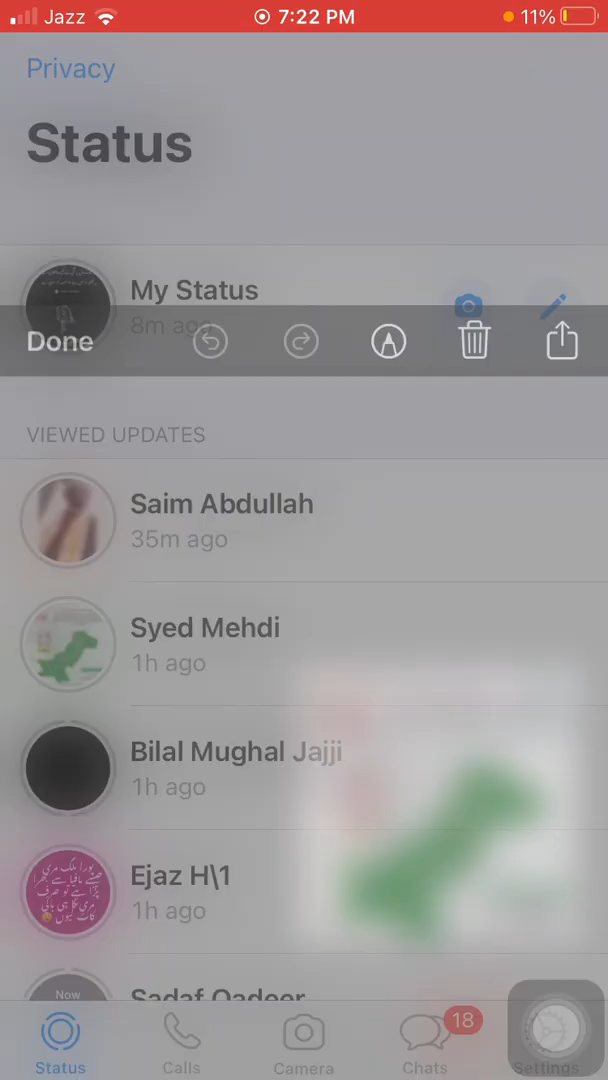 Jazz 7:22 PM 11%
Privacy
Status
My Status
8m ago
Done
VIEWED UPDATES
Saim Abdullah
35m ago
Syed Mehdi
1h ago
Bilal Mughal Jajji
1h ago
Ejaz H\1
1h ago
Now
Sadaf Qadeer
Status Calls Camera Chats 18 Settings